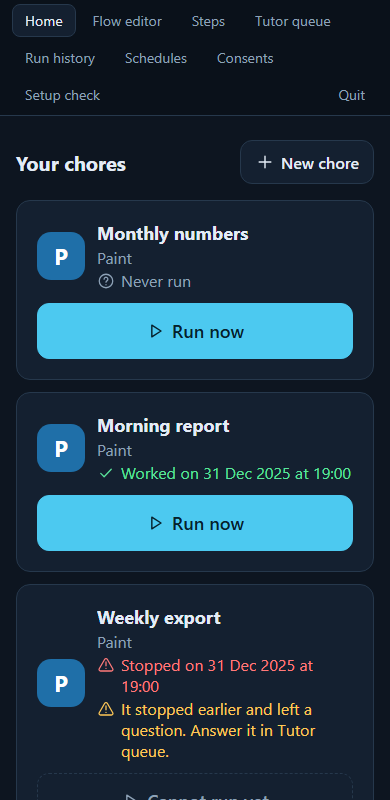 Home Flow editor Steps Tutor queue
Run history Schedules Consents
Setup check Quit
Your chores
New chore
P
Monthly numbers
Paint
Never run
Run now
P
Morning report
Paint
Worked on 31 Dec 2025 at 19:00
Run now
P
Weekly export
Paint
Stopped on 31 Dec 2025 at
19:00
It stopped earlier and left a
question. Answer it in Tutor
queue.
Cannot run yet